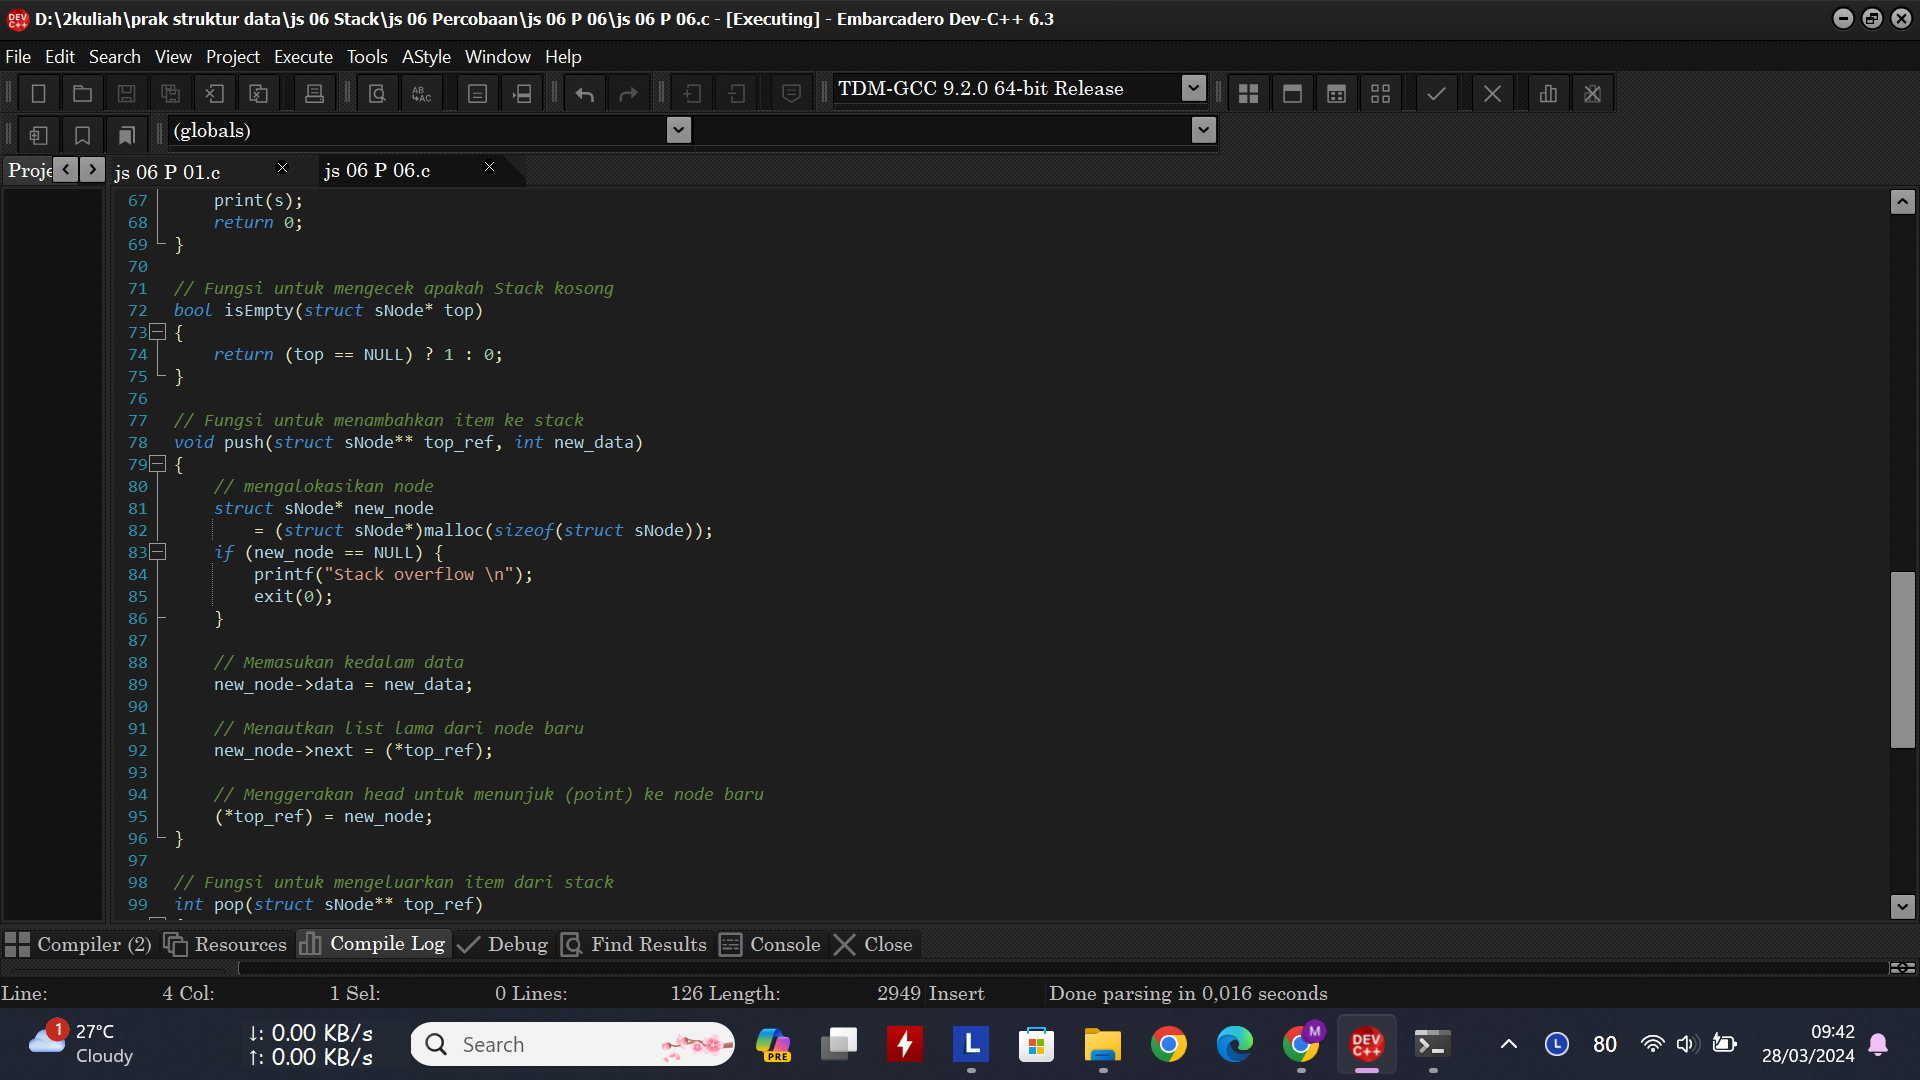 D:\2kuliah\prak struktur data\js 06 Stack\js 06 Percobaan\js 06 P 06\js 06 P 06.c - [Executing] - Embarcadero Dev-C++ 6.3
File Edit Search View Project Execute Tools AStyle Window Help
TDM-GCC 9.2.0 64-bit Release
(globals)
Proje js 06 P 01.c js 06 P 06.c
67 print(s);
68 return 0;
69 }
70
71 // Fungsi untuk mengecek apakah Stack kosong
72 bool isEmpty(struct sNode* top)
73 {
74 return (top == NULL) ? 1 : 0;
75 }
76
77 // Fungsi untuk menambahkan item ke stack
78 void push(struct sNode** top_ref, int new_data)
79 {
80 // mengalokasikan node
81 struct sNode* new_node
82 = (struct sNode*)malloc(sizeof(struct sNode));
83 if (new_node == NULL) {
84 printf("Stack overflow \n");
85 exit(0);
86 }
87
88 // Memasukan kedalam data
89 new_node->data = new_data;
90
91 // Menautkan list lama dari node baru
92 new_node->next = (*top_ref);
93
94 // Menggerakan head untuk menunjuk (point) ke node baru
95 (*top_ref) = new_node;
96 }
97
98 // Fungsi untuk mengeluarkan item dari stack
99 int pop(struct sNode** top_ref)
Compiler (2) Resources Compile Log Debug Find Results Console Close
Line: 4 Col: 1 Sel: 0 Lines: 126 Length: 2949 Insert Done parsing in 0,016 seconds
1 27°C
Cloudy
↓: 0.00 KB/s
↑: 0.00 KB/s
Search
PRE
L
M
DEV C++
L
80
09:42
28/03/2024